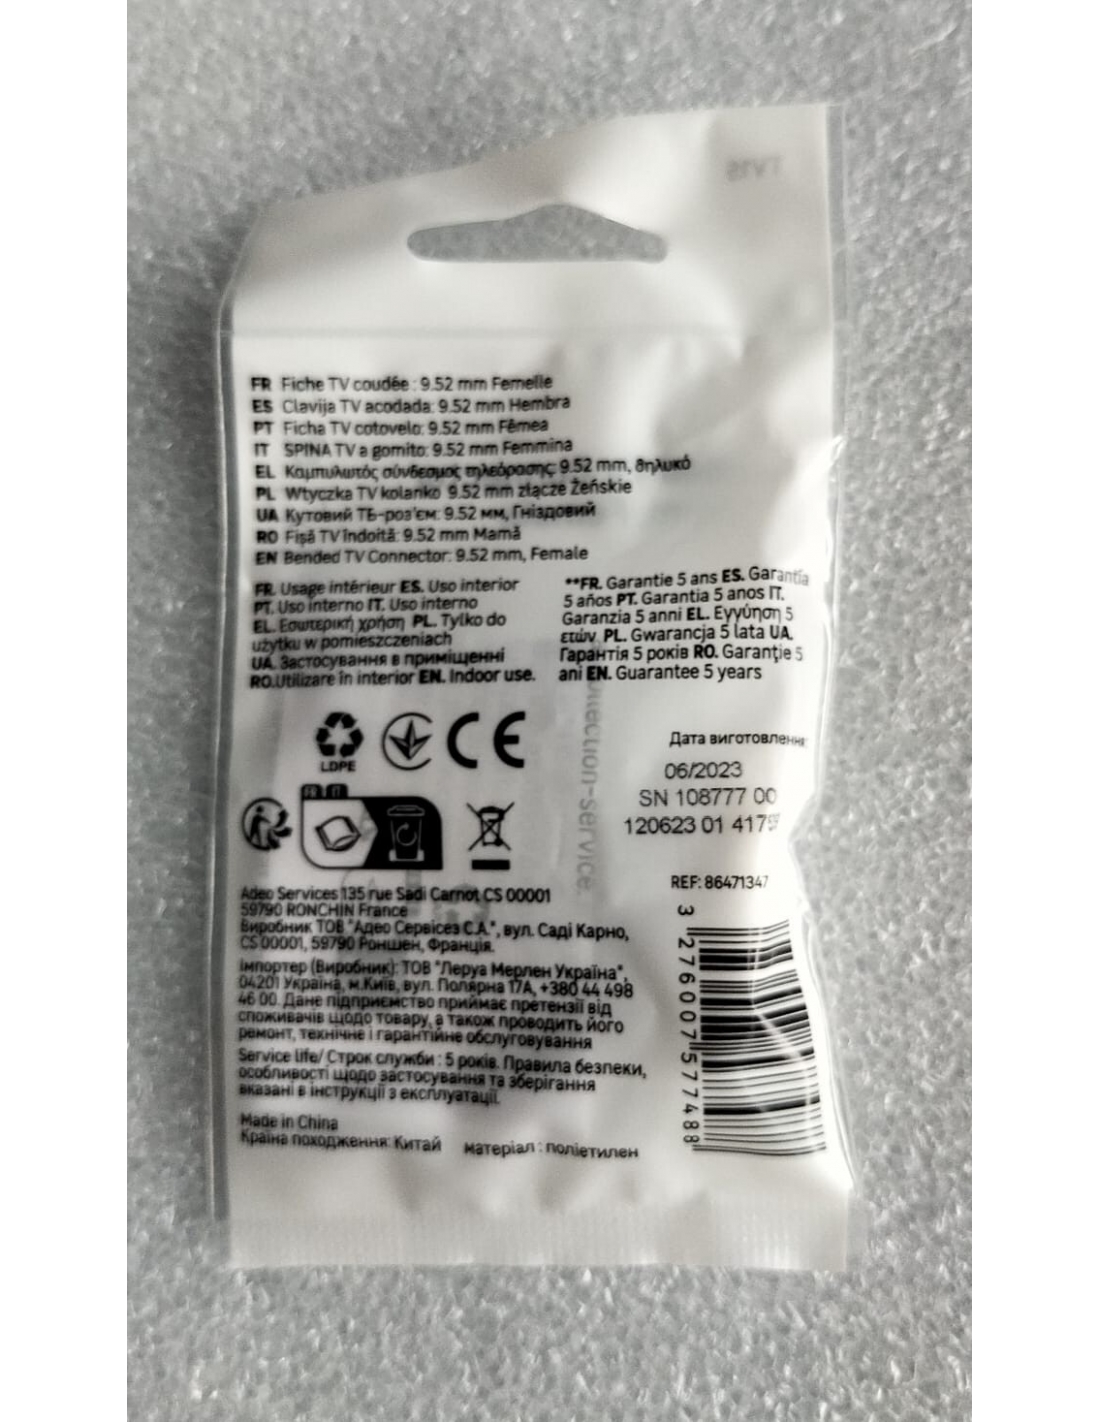 TV15
FR Fiche TV coudée : 9.52 mm Femelle
ES Clavija TV acodada: 9.52 mm Hembra
PT Ficha TV cotovelo: 9.52 mm Fêmea
IT SPINA TV a gomito: 9.52 mm Femmina
EL Καμπυλωτός σύνδεσμος τηλεόρασης: 9.52 mm, θηλυκό
PL Wtyczka TV kolanko 9.52 mm złącze Żeńskie
UA Кутовий ТБ-роз'єм: 9.52 мм, Гніздовий
RO Fișă TV îndoită: 9.52 mm Mamă
EN Bended TV Connector: 9.52 mm, Female
FR. Usage intérieur ES. Uso interior
PT. Uso interno IT. Uso interno
EL. Εσωτερική χρήση PL. Tylko do
użytku w pomieszczeniach
UA. Застосування в приміщенні
RO.Utilizare în interior EN. Indoor use.
**FR. Garantie 5 ans ES. Garantía
5 años PT. Garantia 5 anos IT.
Garanzia 5 anni EL. Εγγύηση 5
ετών PL. Gwarancja 5 lata UA.
Гарантія 5 років RO. Garanție 5
ani EN. Guarantee 5 years
LDPE
CE
FR IT
Дата виготовлення
06/2023
SN 108777 00
120623 01 417
REF: 86471347
3 276007 577488
Adeo Services 135 rue Sadi Carnot CS 00001
59790 RONCHIN France
Виробник ТОВ "Адео Сервісез С.А.", вул. Саді Карно,
CS 00001, 59790 Роншен, Франція.
Імпортер (Виробник): ТОВ "Леруа Мерлен Україна",
04201 Україна, м.Київ, вул. Полярна 17А, +380 44 498
46 00. Дане підприємство приймає претензії від
споживачів щодо товару, а також проводить його
ремонт, технічне і гарантійне обслуговування
Service life/ Строк служби : 5 років. Правила безпеки,
особливості щодо застосування та зберігання
вказані в інструкції з експлуатації.
Made in China
Країна походження: Китай матеріал : поліетилен